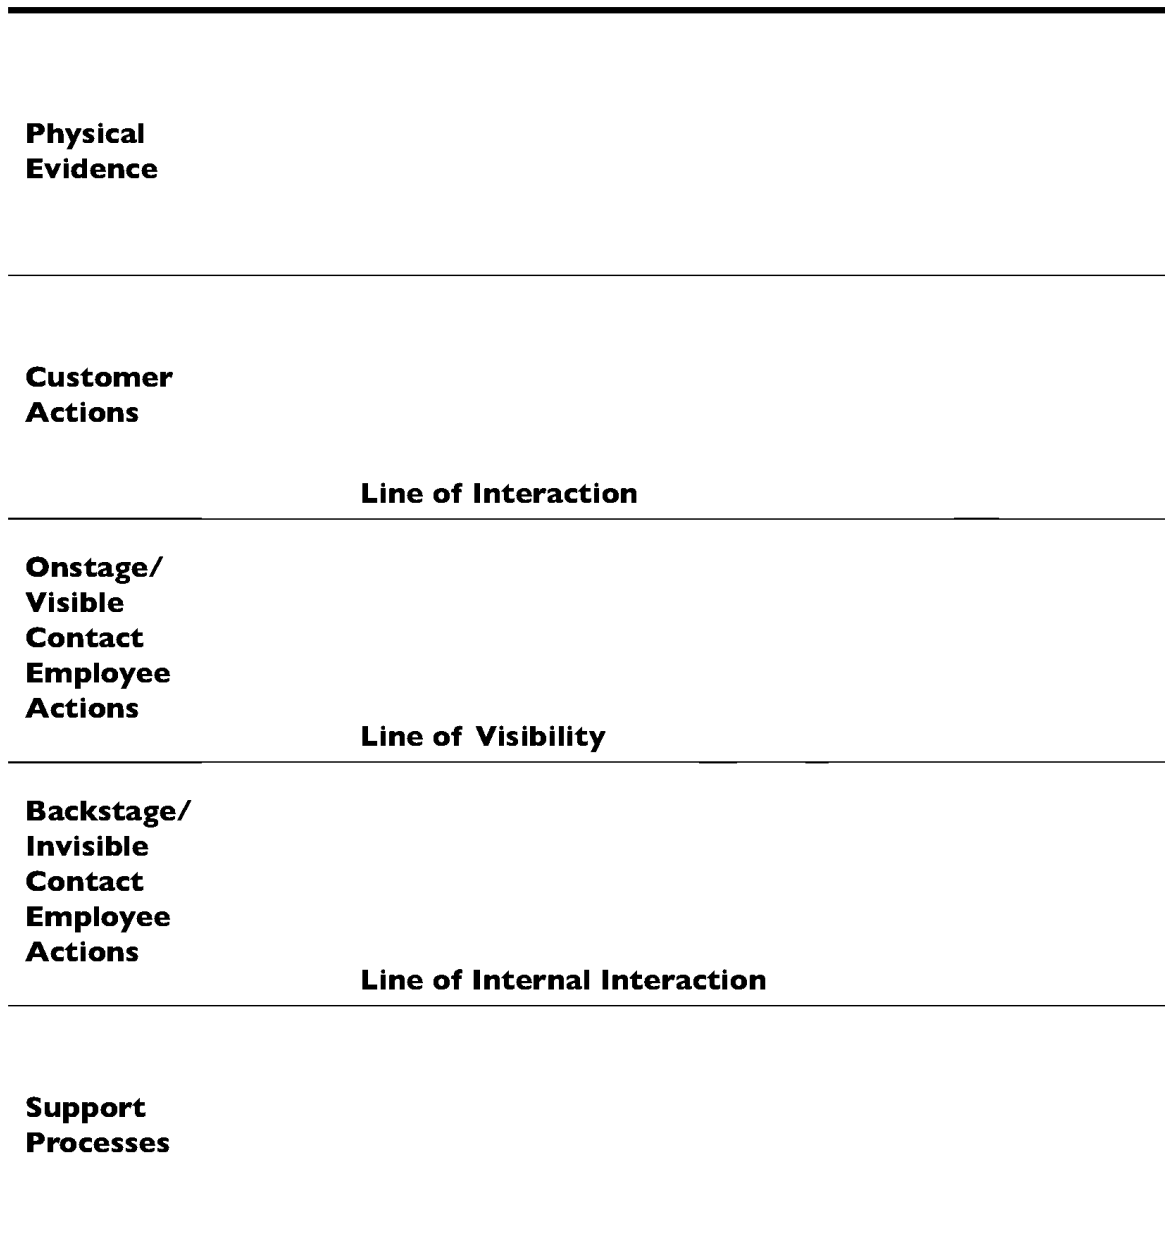 Physical
Evidence
Customer
Actions
Line of Interaction
Onstage/
Visible
Contact
Employee
Actions
Line of Visibility
Backstage/
Invisible
Contact
Employee
Actions
Line of Internal Interaction
Support
Processes